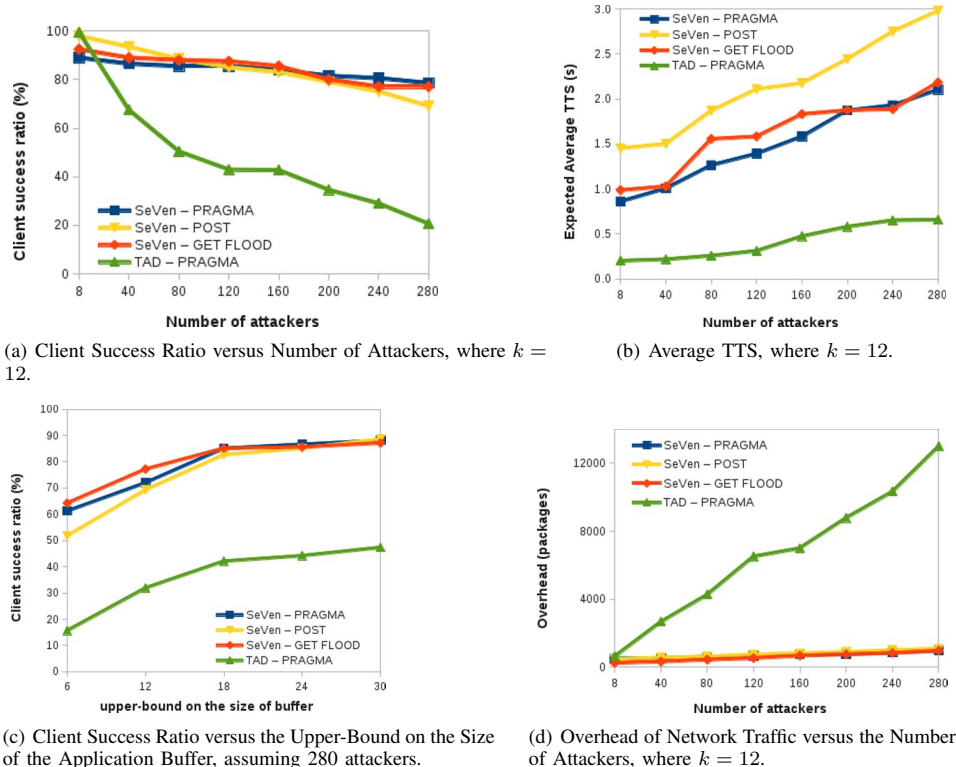 100
80
60
40
20
0
Client success ratio (%)
SeVen – PRAGMA
SeVen – POST
SeVen – GET FLOOD
TAD – PRAGMA
8 40 80 120 160 200 240 280
Number of attackers
(a) Client Success Ratio versus Number of Attackers, where k =
12.
3.0
2.5
2.0
1.5
1.0
0.5
0.0
Expected Average TTS (s)
SeVen – PRAGMA
SeVen – POST
SeVen – GET FLOOD
TAD – PRAGMA
8 40 80 120 160 200 240 280
Number of attackers
(b) Average TTS, where k = 12.
100
90
80
70
60
50
40
30
20
10
0
Client success ratio (%)
SeVen – PRAGMA
SeVen – POST
SeVen – GET FLOOD
TAD – PRAGMA
6 12 18 24 30
upper-bound on the size of buffer
(c) Client Success Ratio versus the Upper-Bound on the Size
of the Application Buffer, assuming 280 attackers.
12000
8000
4000
0
Overhead (packages)
SeVen – PRAGMA
SeVen – POST
SeVen – GET FLOOD
TAD – PRAGMA
8 40 80 120 160 200 240 280
Number of attackers
(d) Overhead of Network Traffic versus the Number
of Attackers, where k = 12.